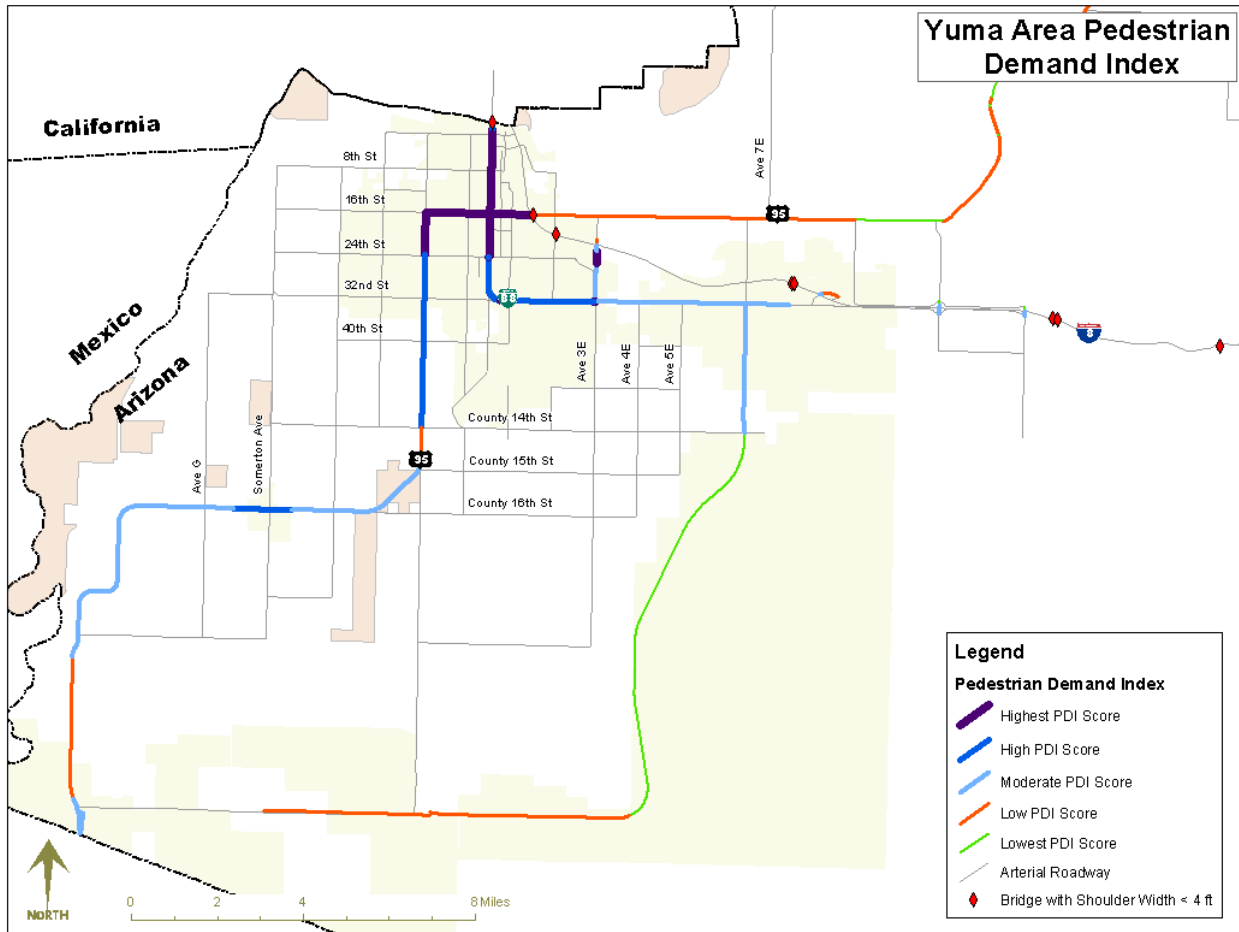 Yuma Area Pedestrian
Demand Index
California
Mexico
Arizona
8th St
16th St
24th St
32nd St
40th St
Ave 7E
95
B8
8
Ave 3E
Ave 4E
Ave 5E
County 14th St
95
County 15th St
County 16th St
Ave G
Somerton Ave
Legend
Pedestrian Demand Index
Highest PDI Score
High PDI Score
Moderate PDI Score
Low PDI Score
Lowest PDI Score
Arterial Roadway
Bridge with Shoulder Width < 4 ft
NORTH
0 2 4 8 Miles